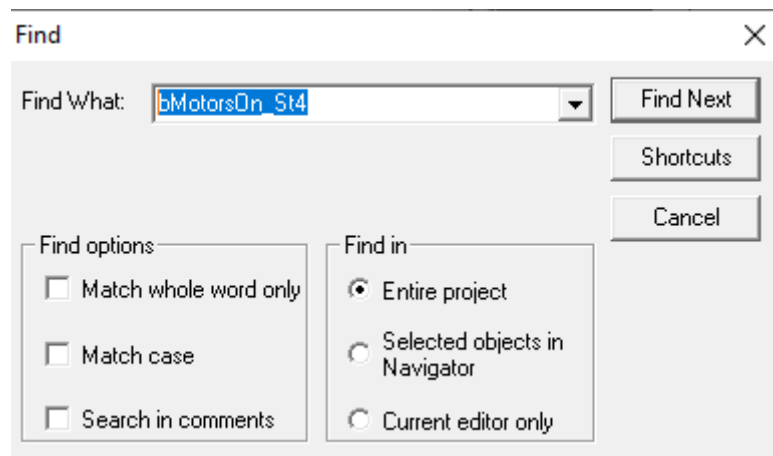 Find
Find What: bMotorsOn_St4 Find Next
Shortcuts
Cancel
Find options
Match whole word only
Match case
Search in comments
Find in
Entire project
Selected objects in
Navigator
Current editor only